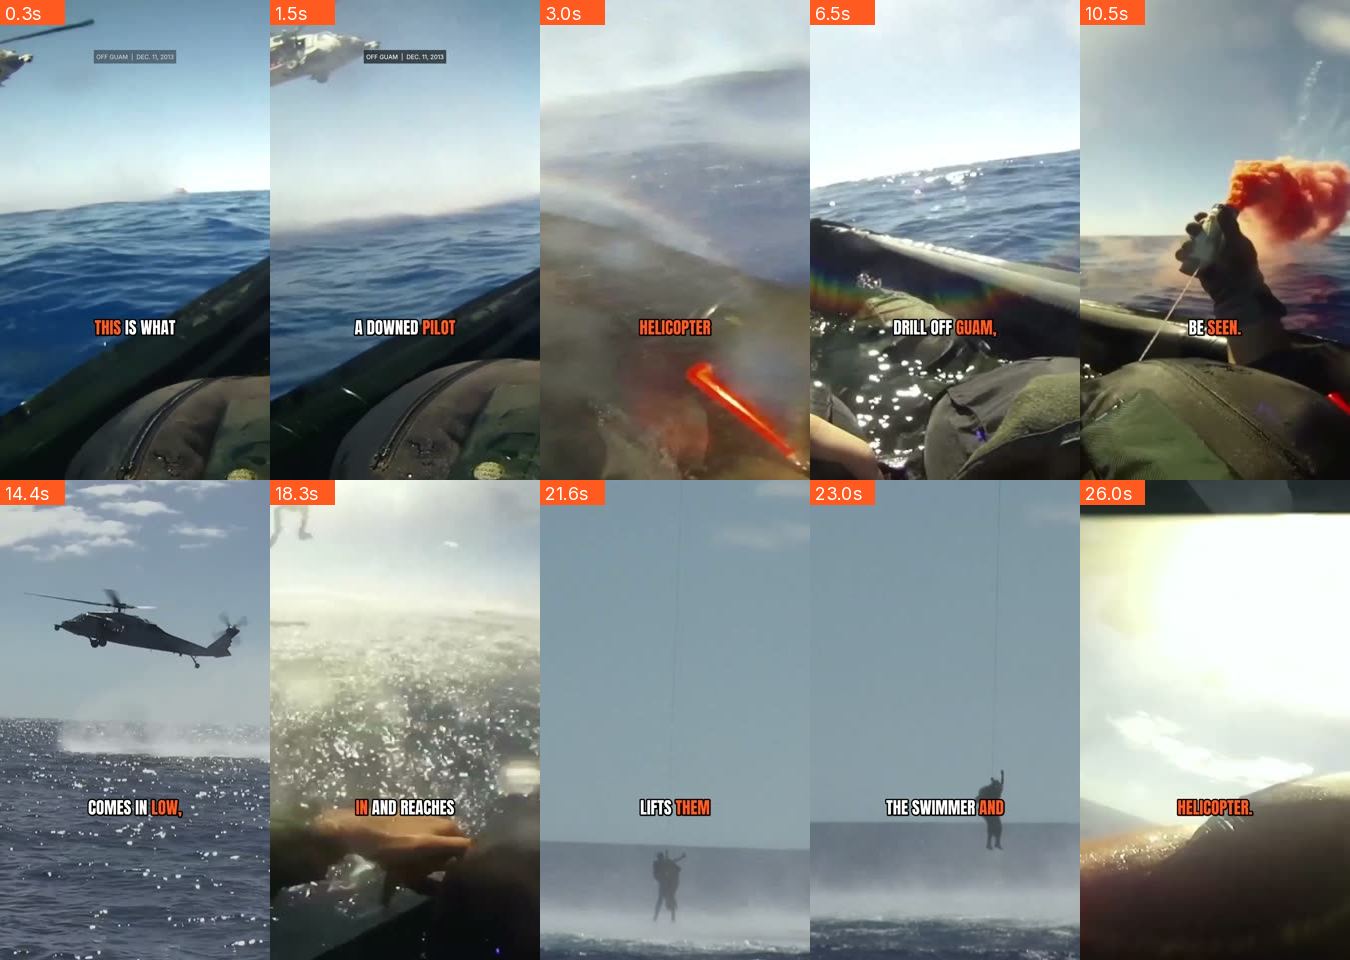 0.3s
OFF GUAM | DEC. 11, 2013
THIS IS WHAT
1.5s
OFF GUAM | DEC. 11, 2013
A DOWNED PILOT
3.0s
HELICOPTER
6.5s
DRILL OFF GUAM,
10.5s
BE SEEN.
14.4s
COMES IN LOW,
18.3s
IN AND REACHES
21.6s
LIFTS THEM
23.0s
THE SWIMMER AND
26.0s
HELICOPTER.